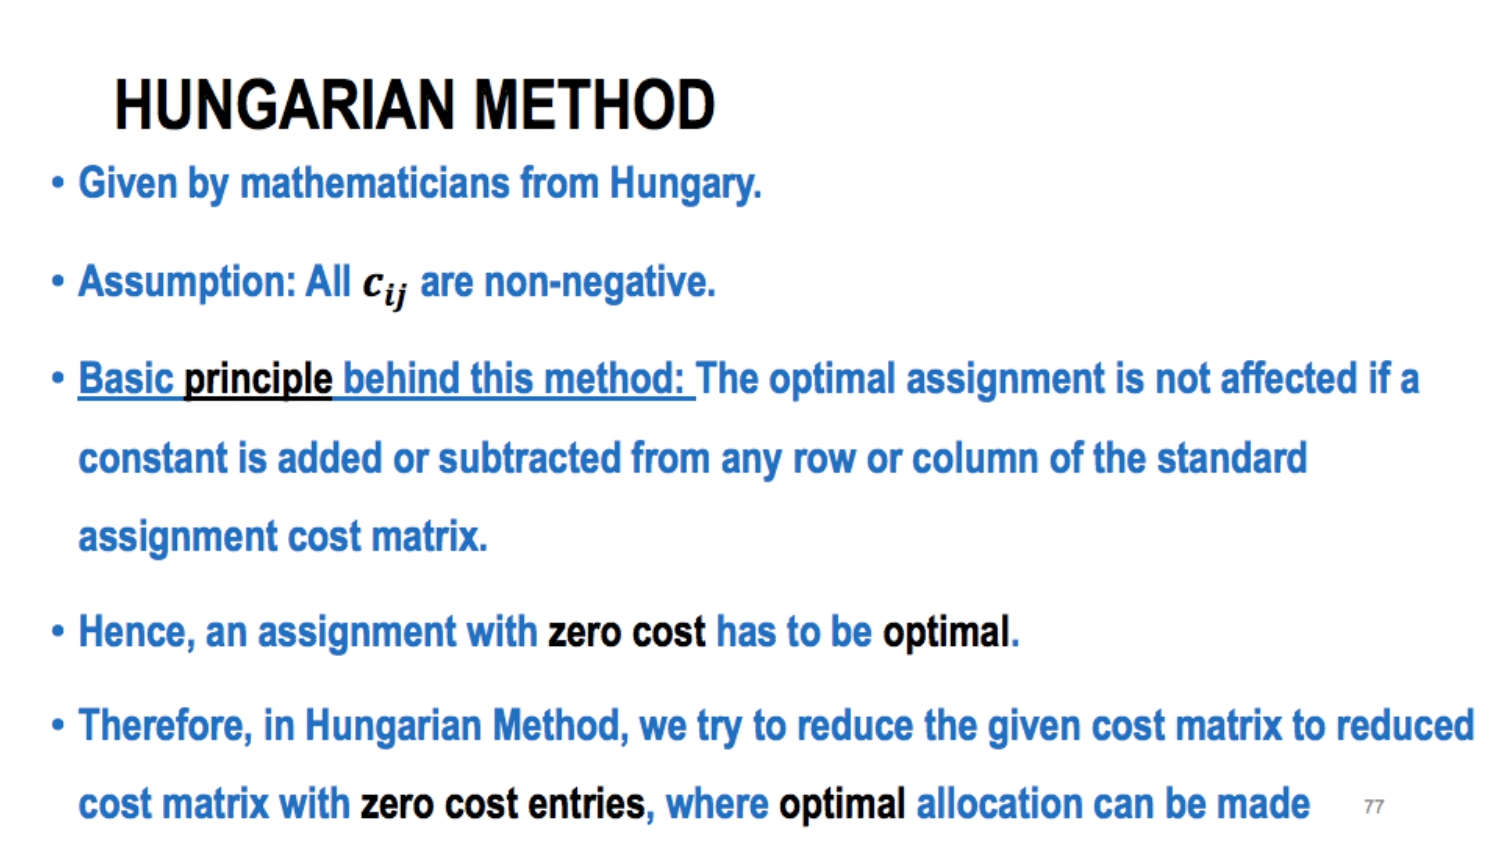 HUNGARIAN METHOD
• Given by mathematicians from Hungary.
• Assumption: All c_ij are non-negative.
• Basic principle behind this method: The optimal assignment is not affected if a
constant is added or subtracted from any row or column of the standard
assignment cost matrix.
• Hence, an assignment with zero cost has to be optimal.
• Therefore, in Hungarian Method, we try to reduce the given cost matrix to reduced
cost matrix with zero cost entries, where optimal allocation can be made
77